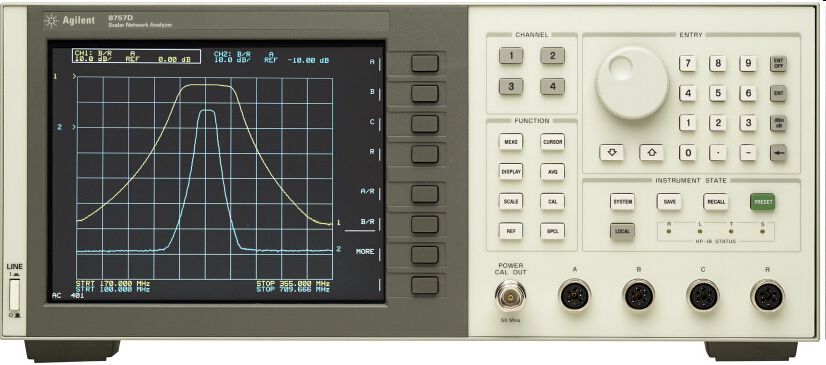 Agilent 8757D
Scalar Network Analyzer
CH1: B/R A
10.0 dB/ REF 0.00 dB
CH2: B/R A
10.0 dB/ REF -10.00 dB
1
2
1
2
STRT 170.000 MHz STOP 355.000 MHz
STRT 100.000 MHz STOP 709.666 MHz
AC 401
A
B
C
R
A/R
B/R
MORE
LINE
CHANNEL
1 2
3 4
FUNCTION
MEAS CURSOR
DISPLAY AVG
SCALE CAL
REF SPCL
ENTRY
7 8 9 ENT OFF
4 5 6 ENT
1 2 3 dBm dB
0 . -
INSTRUMENT STATE
SYSTEM SAVE RECALL PRESET
LOCAL
R L T S
HP-IB STATUS
POWER
CAL OUT
50 MHz
A B C R